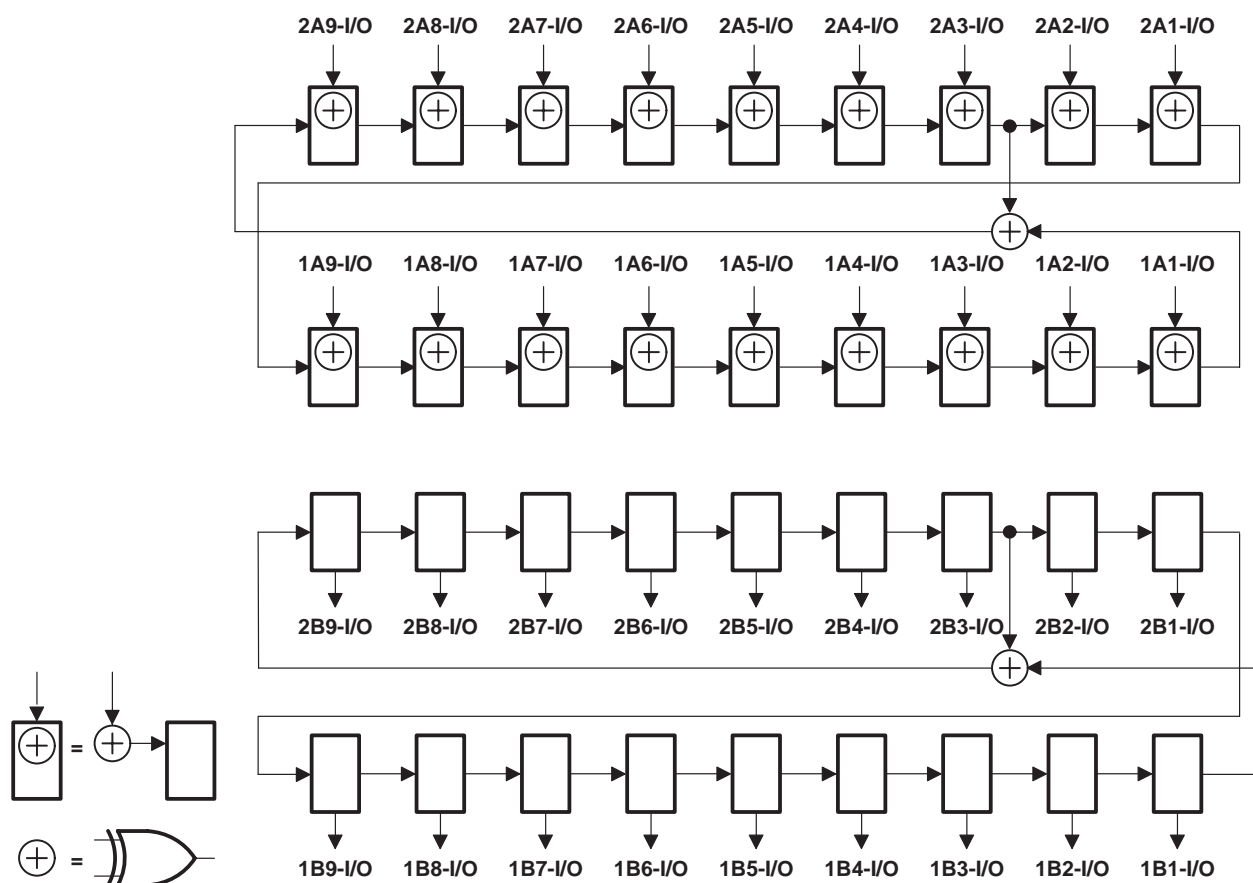 2A9-I/O 2A8-I/O 2A7-I/O 2A6-I/O 2A5-I/O 2A4-I/O 2A3-I/O 2A2-I/O 2A1-I/O
1A9-I/O 1A8-I/O 1A7-I/O 1A6-I/O 1A5-I/O 1A4-I/O 1A3-I/O 1A2-I/O 1A1-I/O
2B9-I/O 2B8-I/O 2B7-I/O 2B6-I/O 2B5-I/O 2B4-I/O 2B3-I/O 2B2-I/O 2B1-I/O
=
=
1B9-I/O 1B8-I/O 1B7-I/O 1B6-I/O 1B5-I/O 1B4-I/O 1B3-I/O 1B2-I/O 1B1-I/O